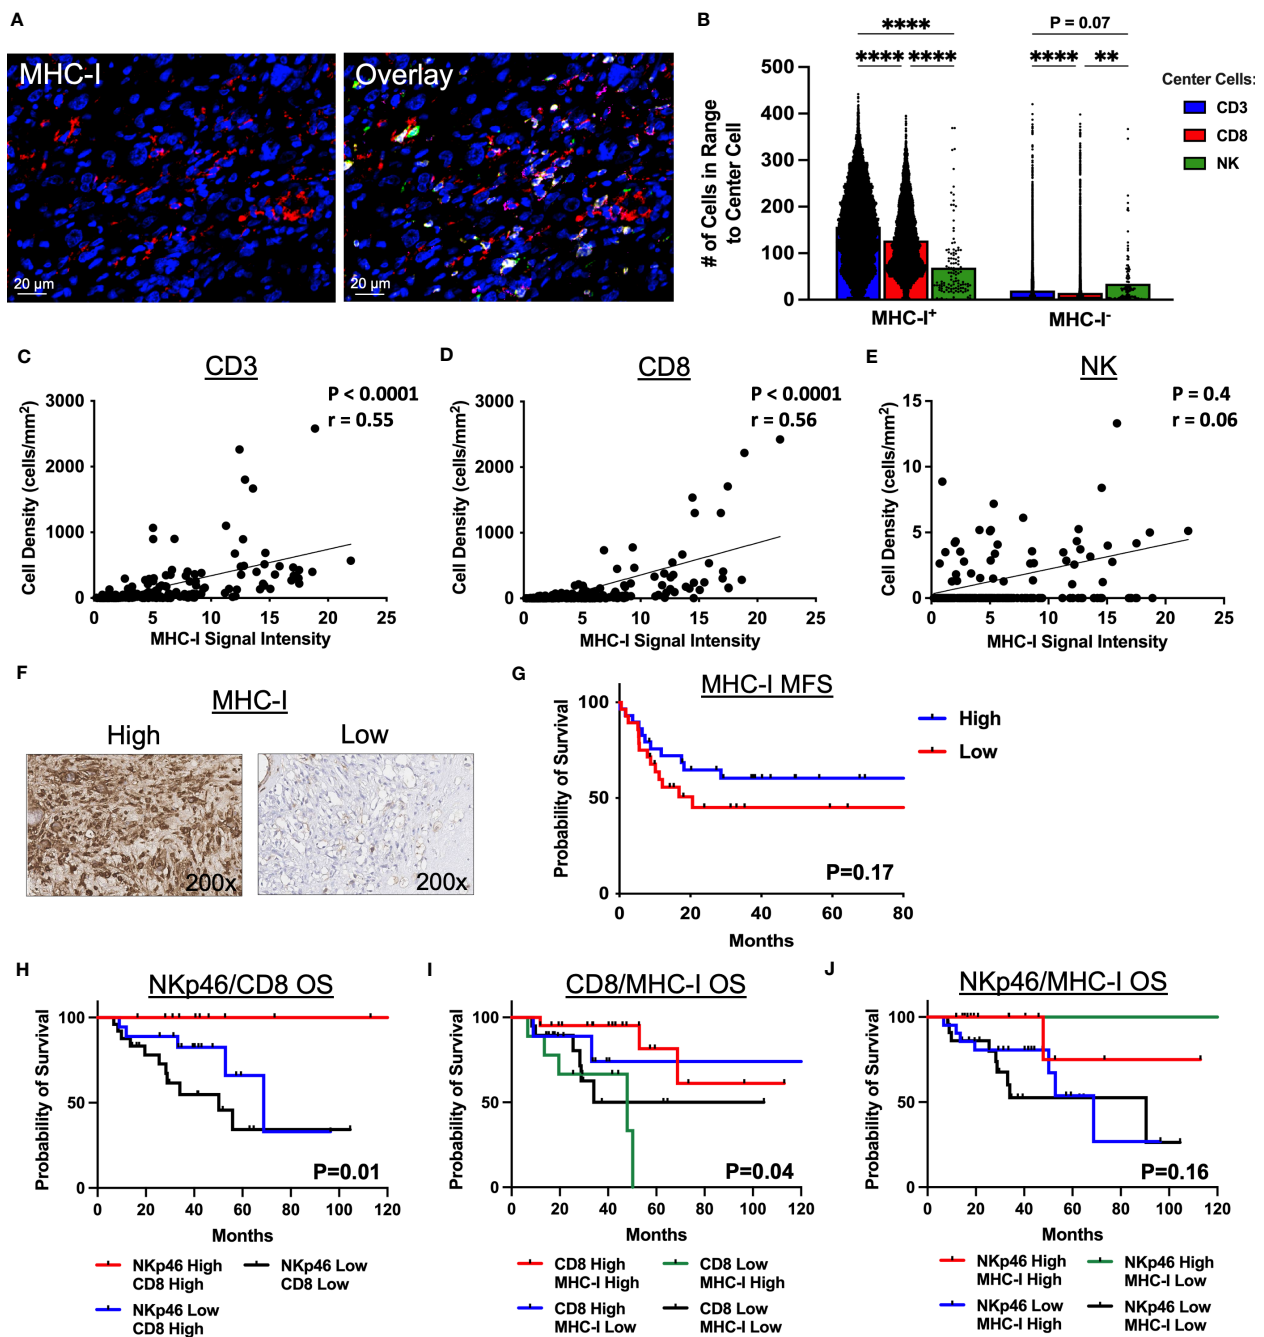 A
MHC-I
20 µm
Overlay
20 µm
B
****
P = 0.07
**** ****
**** **
# of Cells in Range
to Center Cell
500
400
300
200
100
0
MHC-I+
MHC-I-
Center Cells:
CD3
CD8
NK
C
CD3
P < 0.0001
r = 0.55
Cell Density (cells/mm2)
3000
2000
1000
0
0 5 10 15 20 25
MHC-I Signal Intensity
D
CD8
P < 0.0001
r = 0.56
Cell Density (cells/mm2)
3000
2000
1000
0
0 5 10 15 20 25
MHC-I Signal Intensity
E
NK
P = 0.4
r = 0.06
Cell Density (cells/mm2)
15
10
5
0
0 5 10 15 20 25
MHC-I Signal Intensity
F
MHC-I
High
Low
200x
200x
G
MHC-I MFS
Probability of Survival
100
50
0
0 20 40 60 80
Months
P=0.17
High
Low
H
NKp46/CD8 OS
Probability of Survival
100
50
0
0 20 40 60 80 100 120
Months
P=0.01
NKp46 High
CD8 High
NKp46 Low
CD8 Low
NKp46 Low
CD8 High
I
CD8/MHC-I OS
Probability of Survival
100
50
0
0 20 40 60 80 100 120
Months
P=0.04
CD8 High
MHC-I High
CD8 Low
MHC-I High
CD8 High
MHC-I Low
CD8 Low
MHC-I Low
J
NKp46/MHC-I OS
Probability of Survival
100
50
0
0 20 40 60 80 100 120
Months
P=0.16
NKp46 High
MHC-I High
NKp46 High
MHC-I Low
NKp46 Low
MHC-I High
NKp46 Low
MHC-I Low